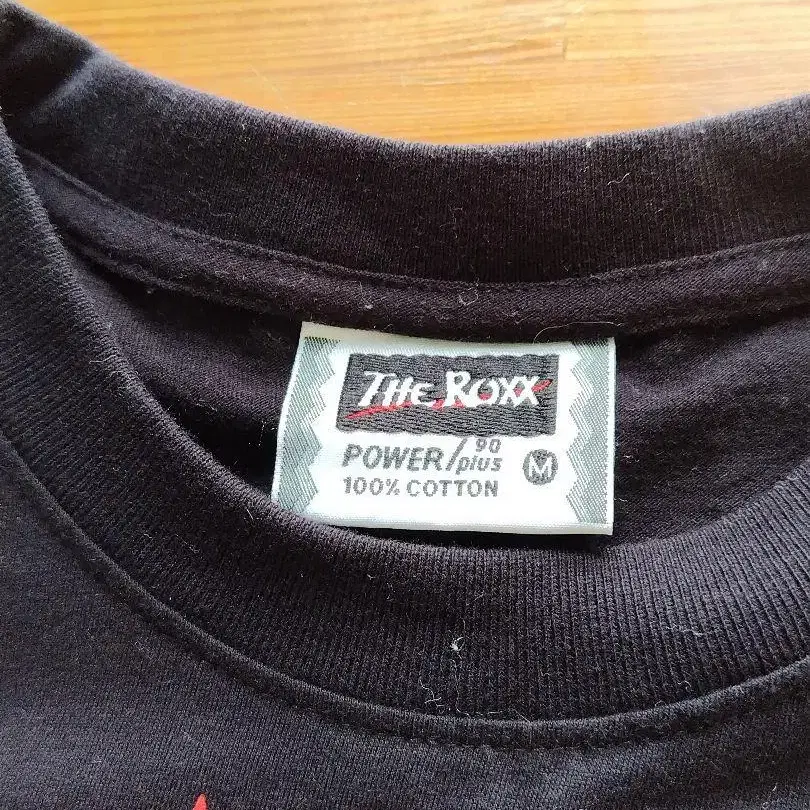 THE ROXX
POWER/90 plus M
100% COTTON